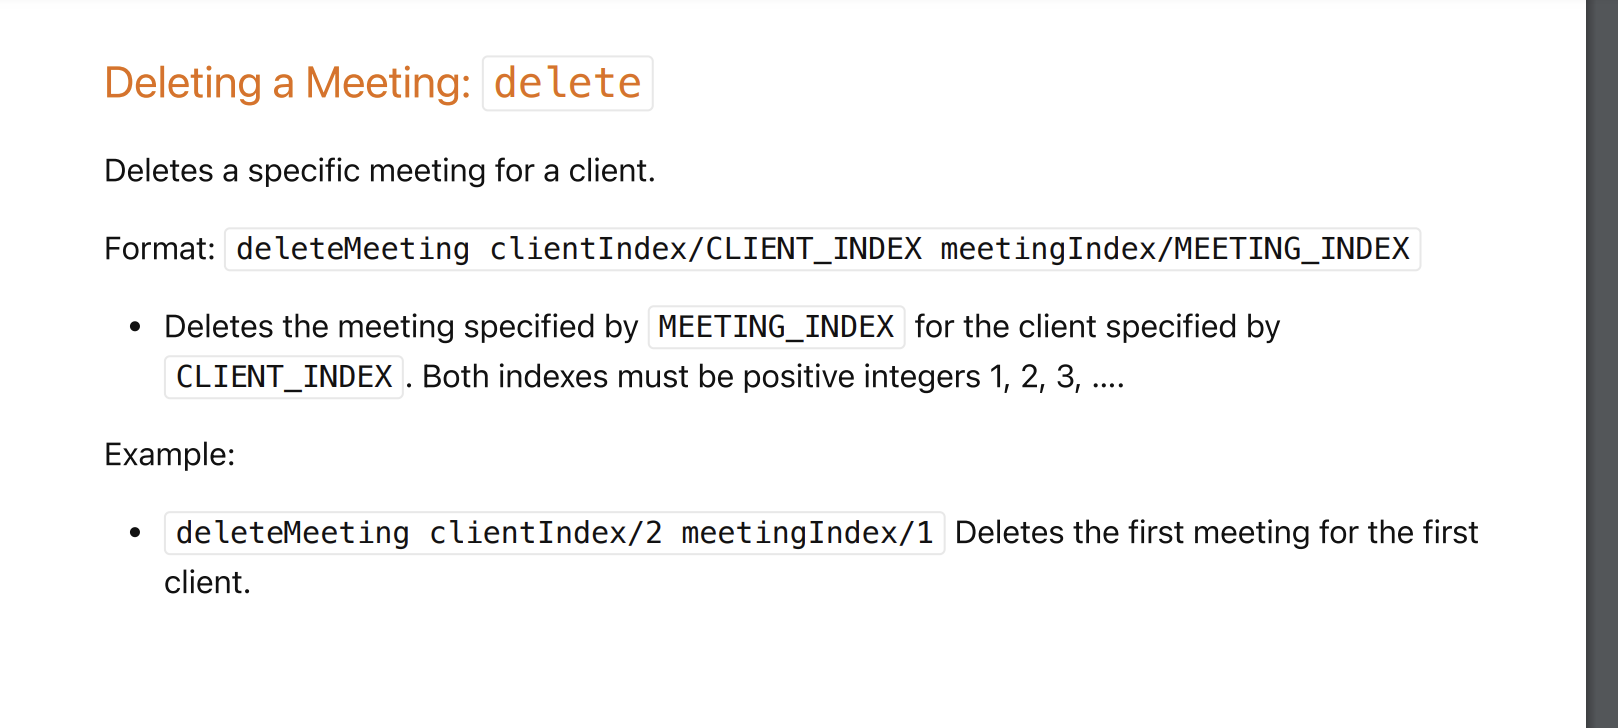 Deleting a Meeting: delete
Deletes a specific meeting for a client.
Format: deleteMeeting clientIndex/CLIENT_INDEX meetingIndex/MEETING_INDEX
• Deletes the meeting specified by MEETING_INDEX for the client specified by
CLIENT_INDEX. Both indexes must be positive integers 1, 2, 3, ….
Example:
• deleteMeeting clientIndex/2 meetingIndex/1 Deletes the first meeting for the first
client.